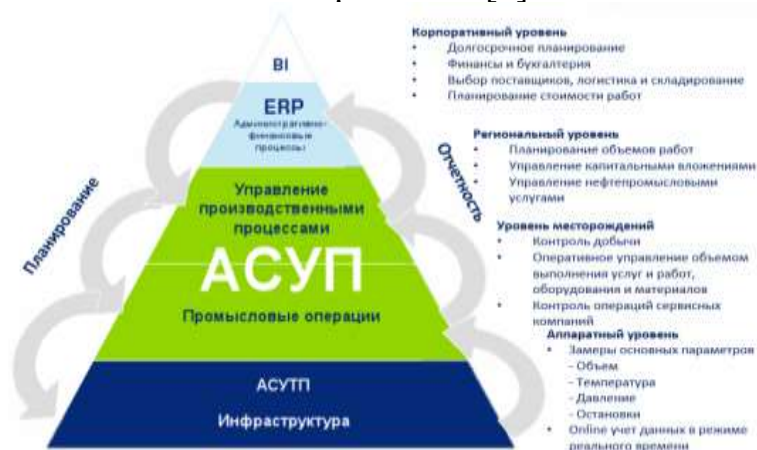 BI
ERP
Административно-
финансовые
процессы
Управление
производственными
процессами
АСУП
Промысловые операции
АСУТП
Инфраструктура
Планирование
Отчетность
Корпоративный уровень
• Долгосрочное планирование
• Финансы и бухгалтерия
• Выбор поставщиков, логистика и складирование
• Планирование стоимости работ
Региональный уровень
• Планирование объемов работ
• Управление капитальными вложениями
• Управление нефтепромысловыми
услугами
Уровень месторождений
• Контроль добычи
• Оперативное управление объемом
выполнения услуг и работ,
оборудования и материалов
• Контроль операций сервисных
компаний
Аппаратный уровень
• Замеры основных параметров
- Объем
- Температура
- Давление
- Остановки
• Online учет данных в режиме
реального времени